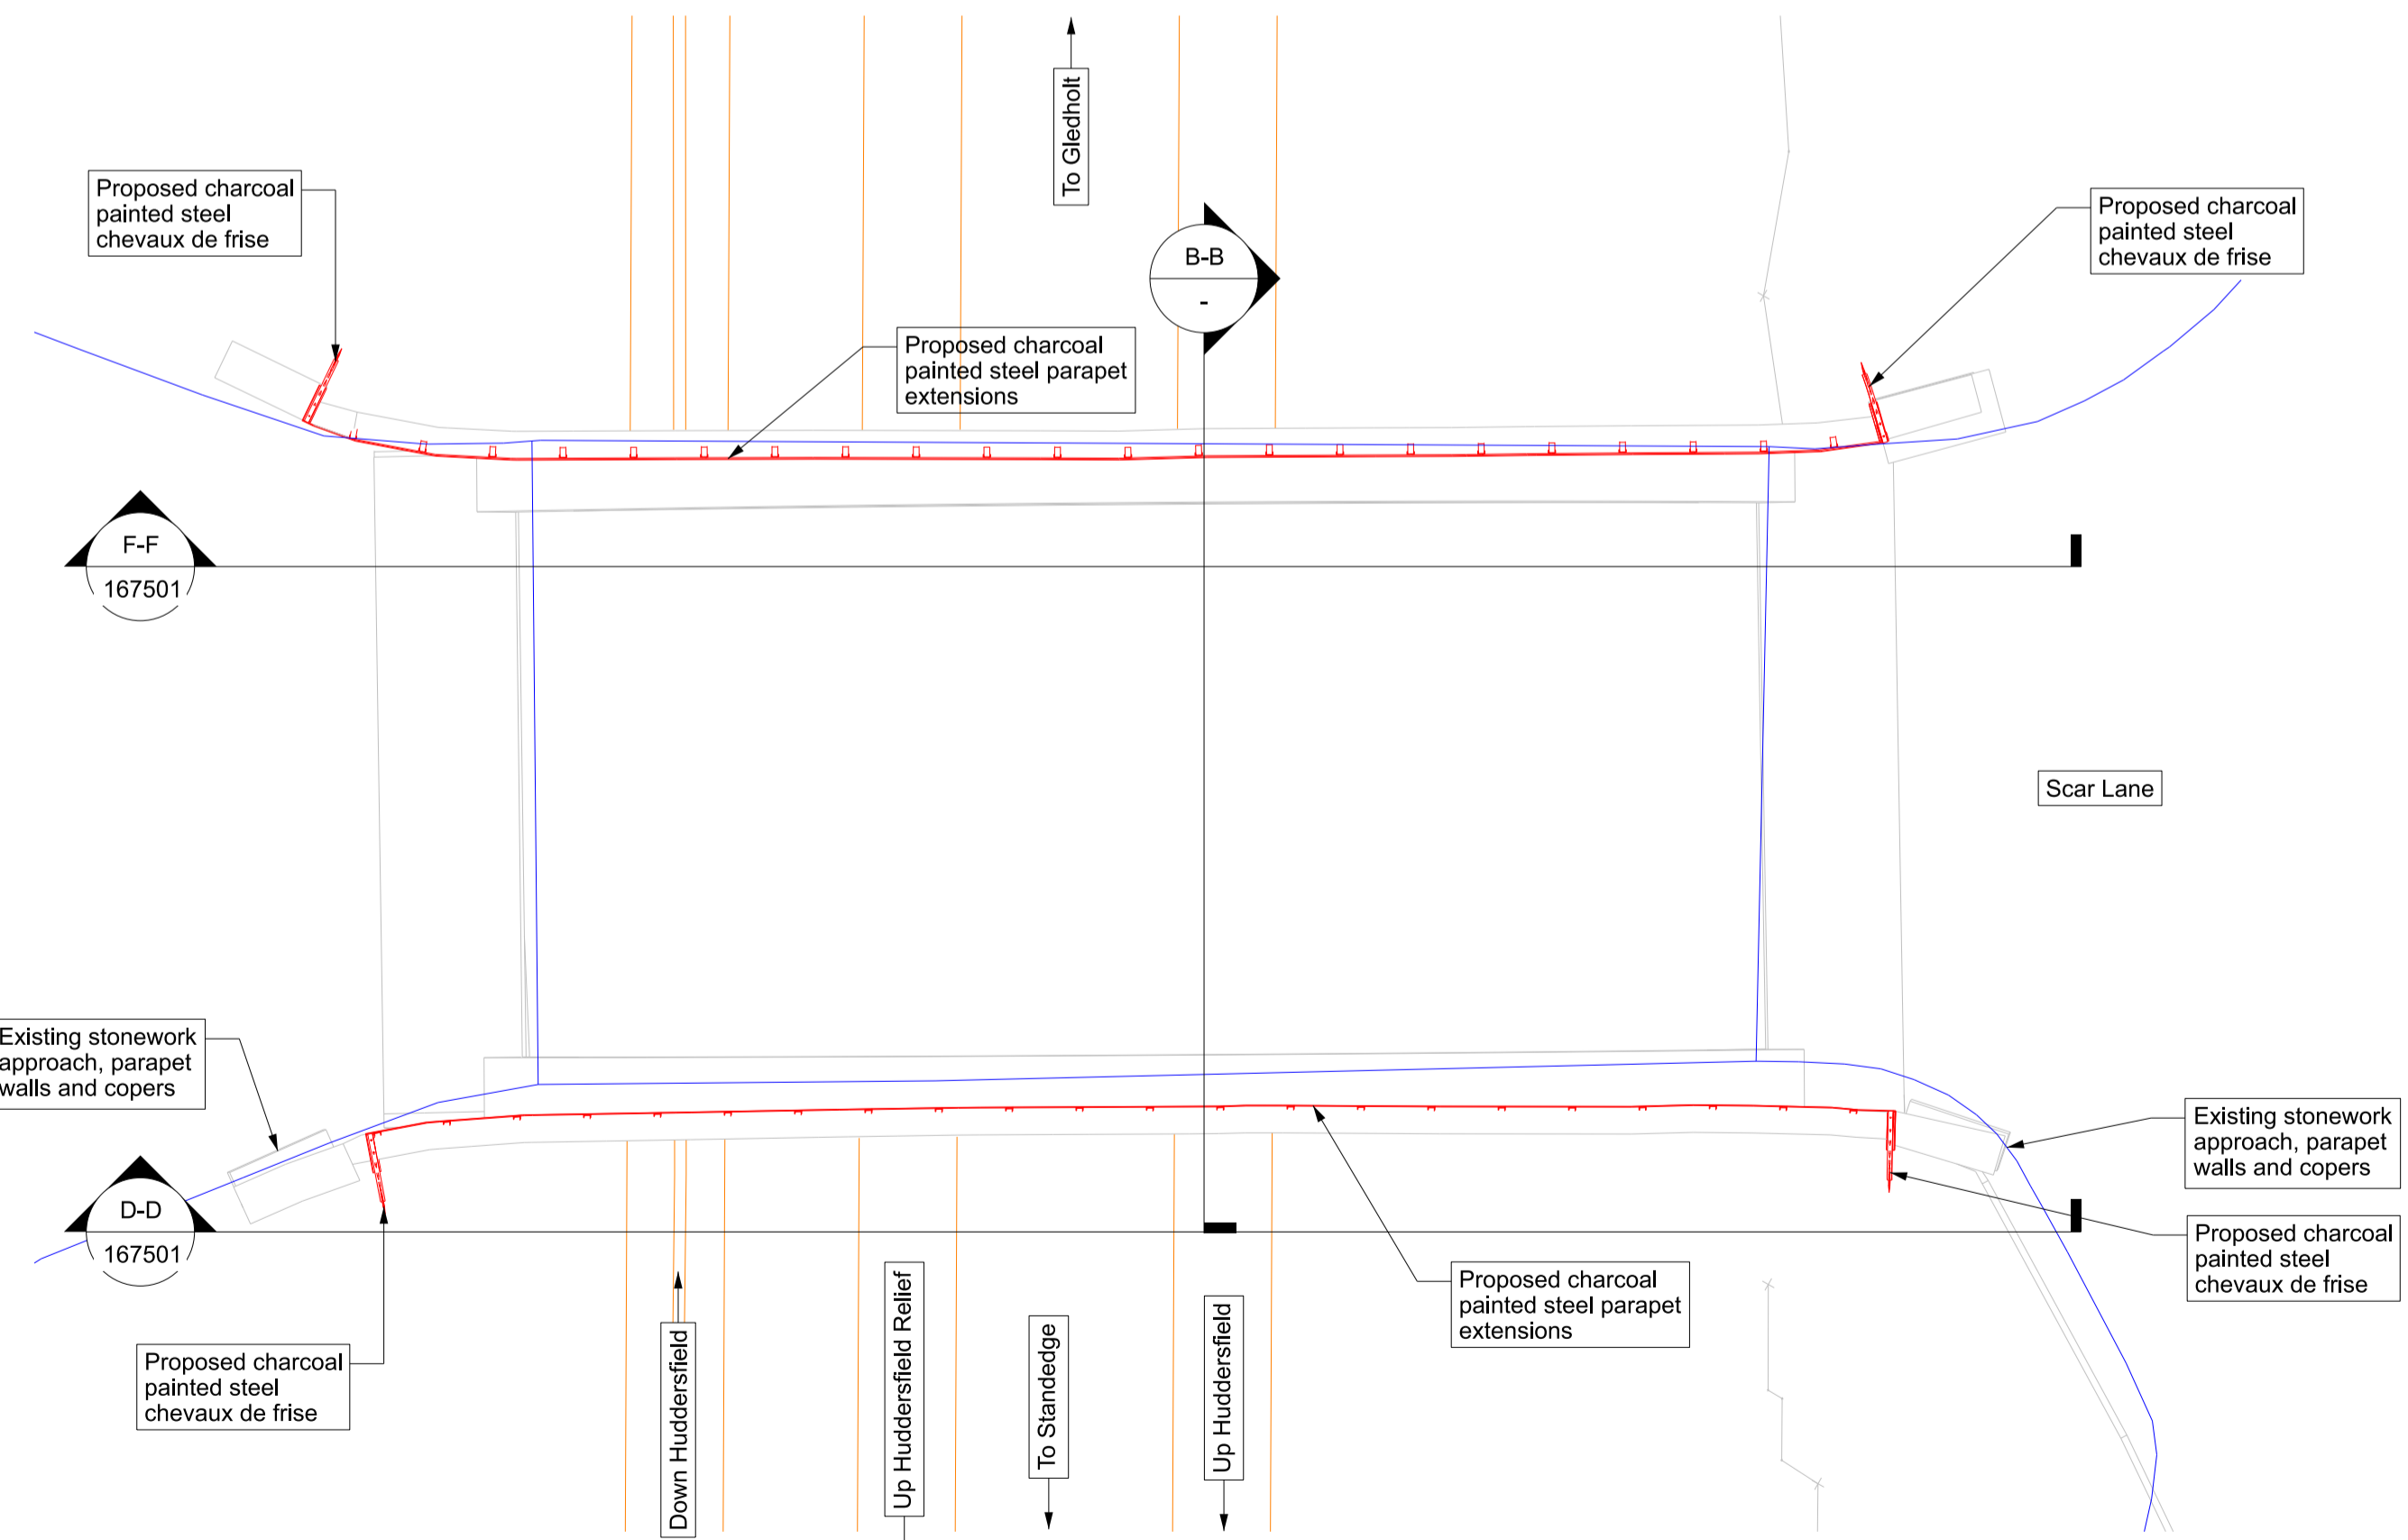 To Gledholt
Proposed charcoal
painted steel
chevaux de frise
Proposed charcoal
painted steel
chevaux de frise
B-B
-
Proposed charcoal
painted steel parapet
extensions
F-F
167501
Scar Lane
Existing stonework
approach, parapet
walls and copers
Existing stonework
approach, parapet
walls and copers
D-D
167501
Proposed charcoal
painted steel
chevaux de frise
Proposed charcoal
painted steel parapet
extensions
Proposed charcoal
painted steel
chevaux de frise
Down Huddersfield
Up Huddersfield Relief
To Standedge
Up Huddersfield